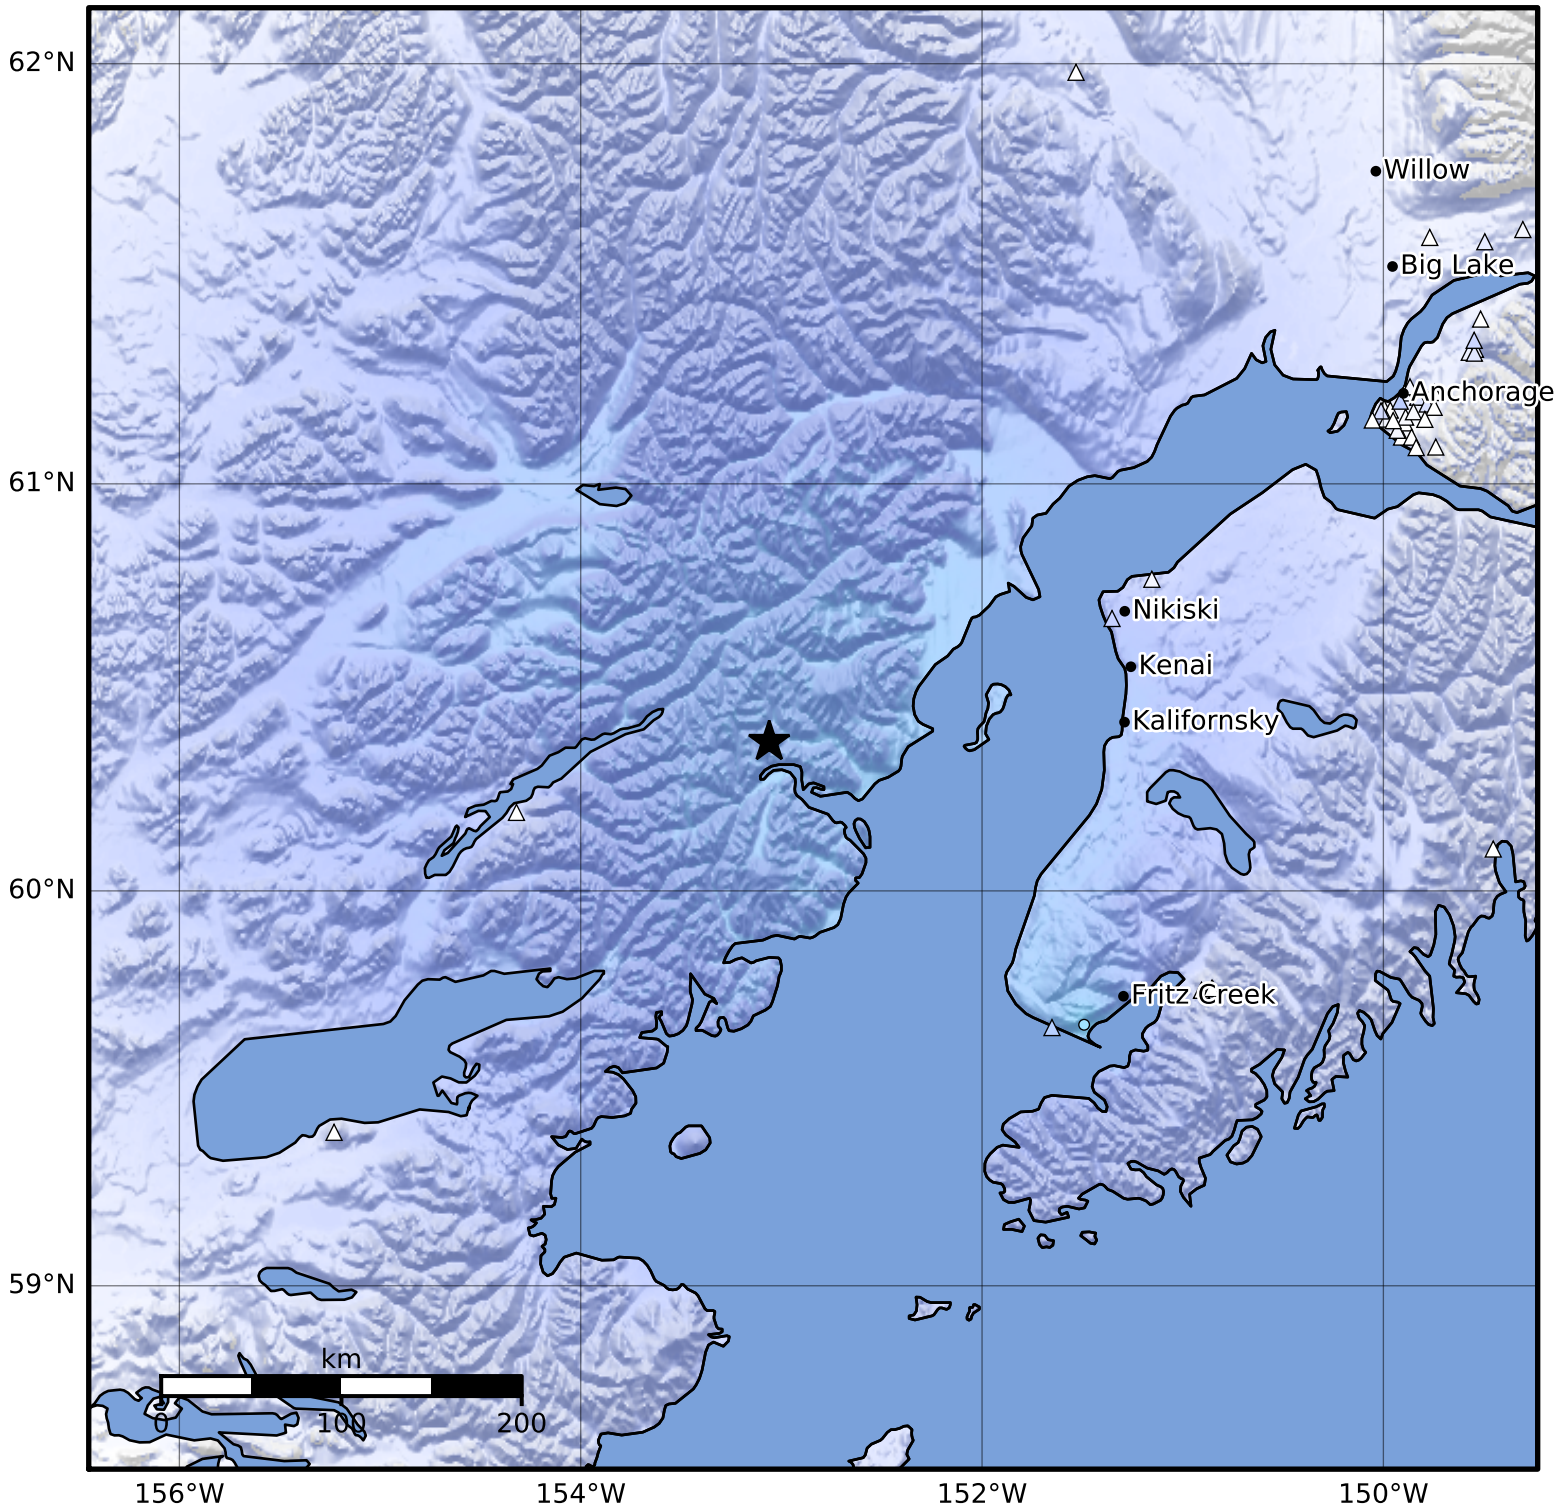 62°N
Willow
Big Lake
Anchorage
61°N
Nikiski
Kenai
Kalifornsky
60°N
Fritz Creek
59°N
km
0 100 200
156°W 154°W 152°W 150°W